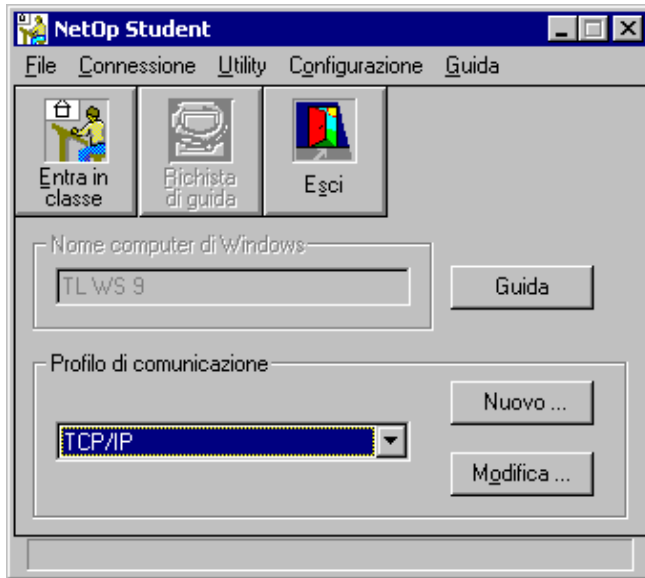 NetOp Student
File Connessione Utility Configurazione Guida
Entra in
classe
Richista
di guida
Esci
Nome computer di Windows
TL WS 9
Guida
Profilo di comunicazione
TCP/IP
Nuovo ...
Modifica ...